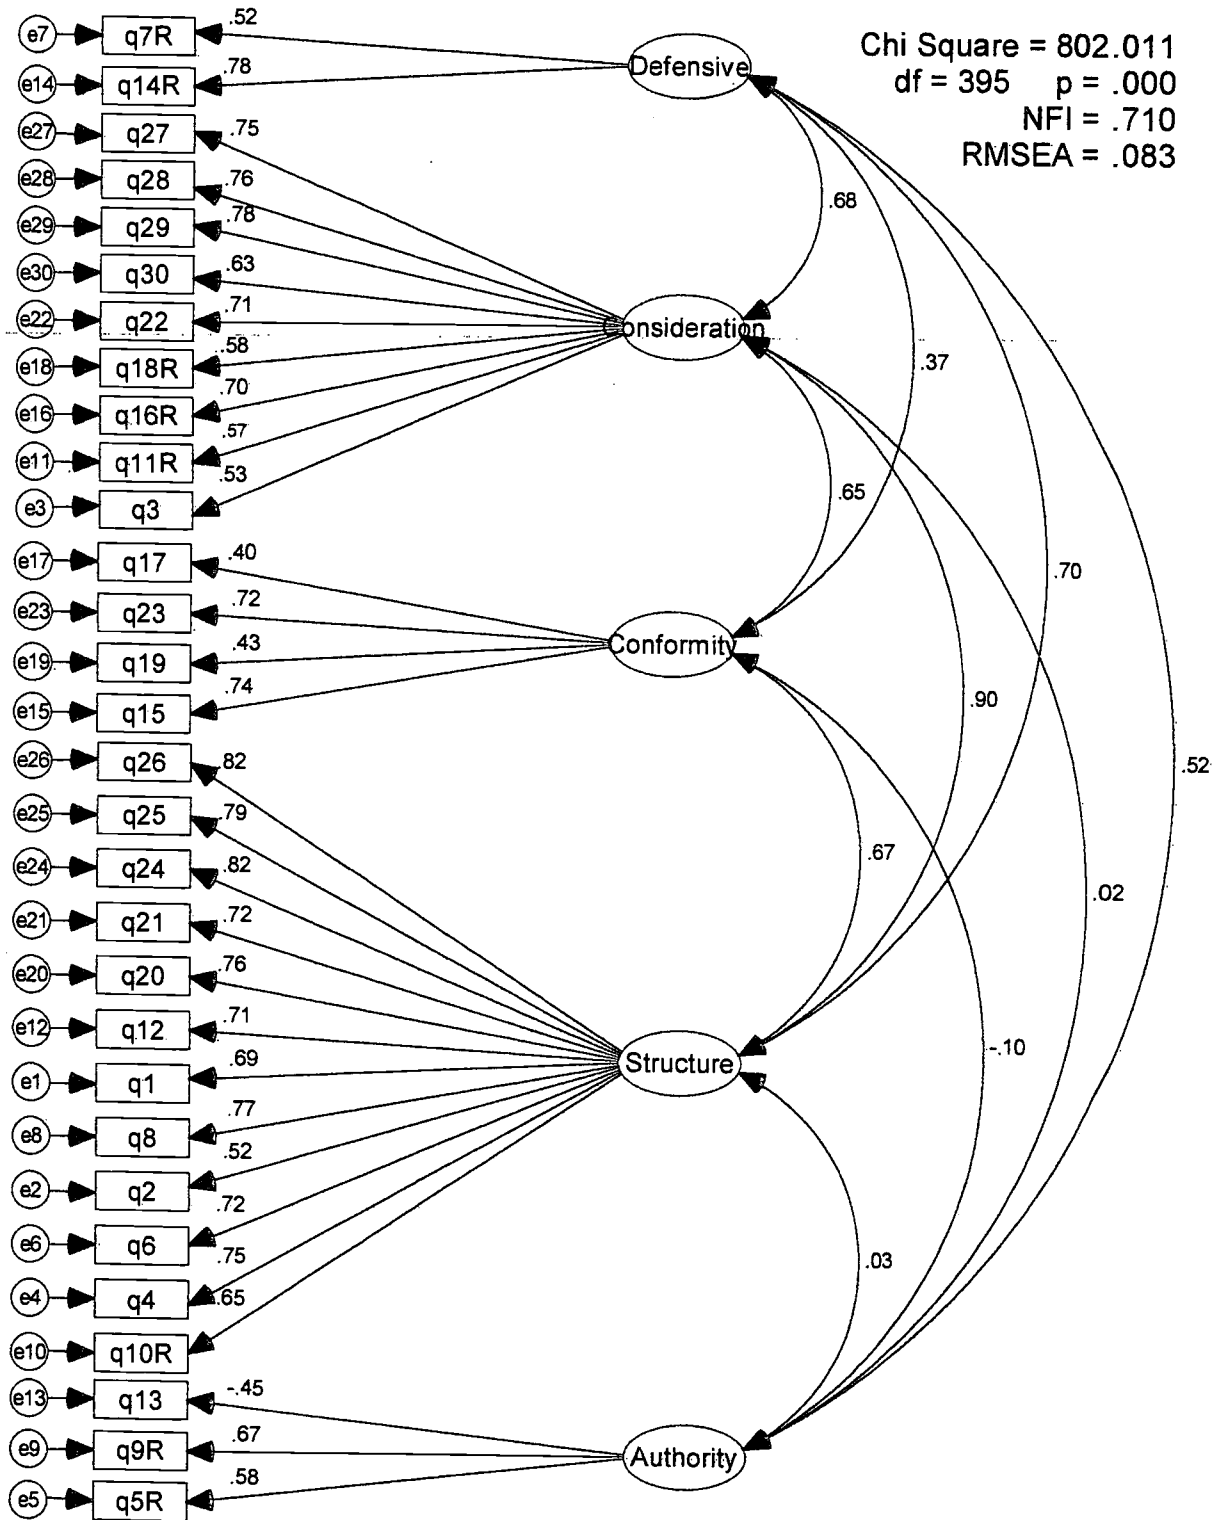 Chi Square = 802.011
df = 395 p = .000
NFI = .710
RMSEA = .083
e7 q7R .52
Defensive
e14 q14R .78
e27 q27 .75
e28 q28 .76
e29 q29 .78
e30 q30 .63
e22 q22 .71
Consideration
e18 q18R .58
e16 q16R .70
e11 q11R .57
e3 q3 .53
e17 q17 .40
e23 q23 .72
Conformity
e19 q19 .43
e15 q15 .74
e26 q26 .82
e25 q25 .79
e24 q24 .82
e21 q21 .72
e20 q20 .76
e12 q12 .71
Structure
e1 q1 .69
e8 q8 .77
e2 q2 .52
e6 q6 .72
e4 q4 .75
e10 q10R .65
e13 q13 -.45
e9 q9R .67
Authority
e5 q5R .58
.68
.37
.65
.70
.90
.52
.67
.02
-.10
.03